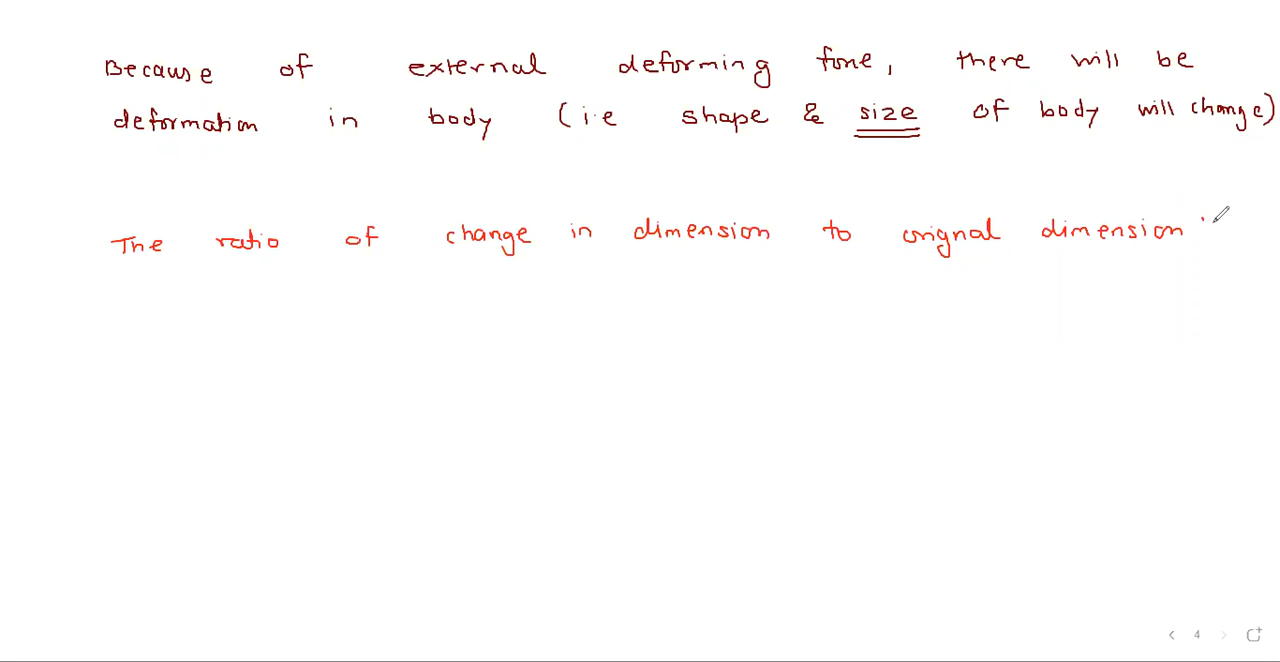 Because of external deforming force, there will be
deformation in body (i.e shape & size of body will change)
The ratio of change in dimension to orignal dimension
4